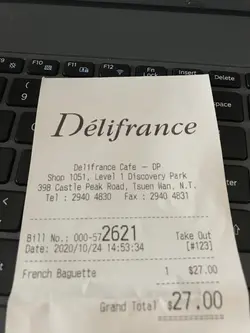 Délifrance
Délifrance Cafe - DP
Shop 1051, Level 1 Discovery Park
398 Castle Peak Road, Tsuen Wan, N.T.
Tel : 2940 4830 Fax : 2940 4831
Bill No.: 000-572621 Take Out
Date: 2020/10/24 14:53:34 [#123]
French Baguette 1 $27.00
Grand Total $27.00